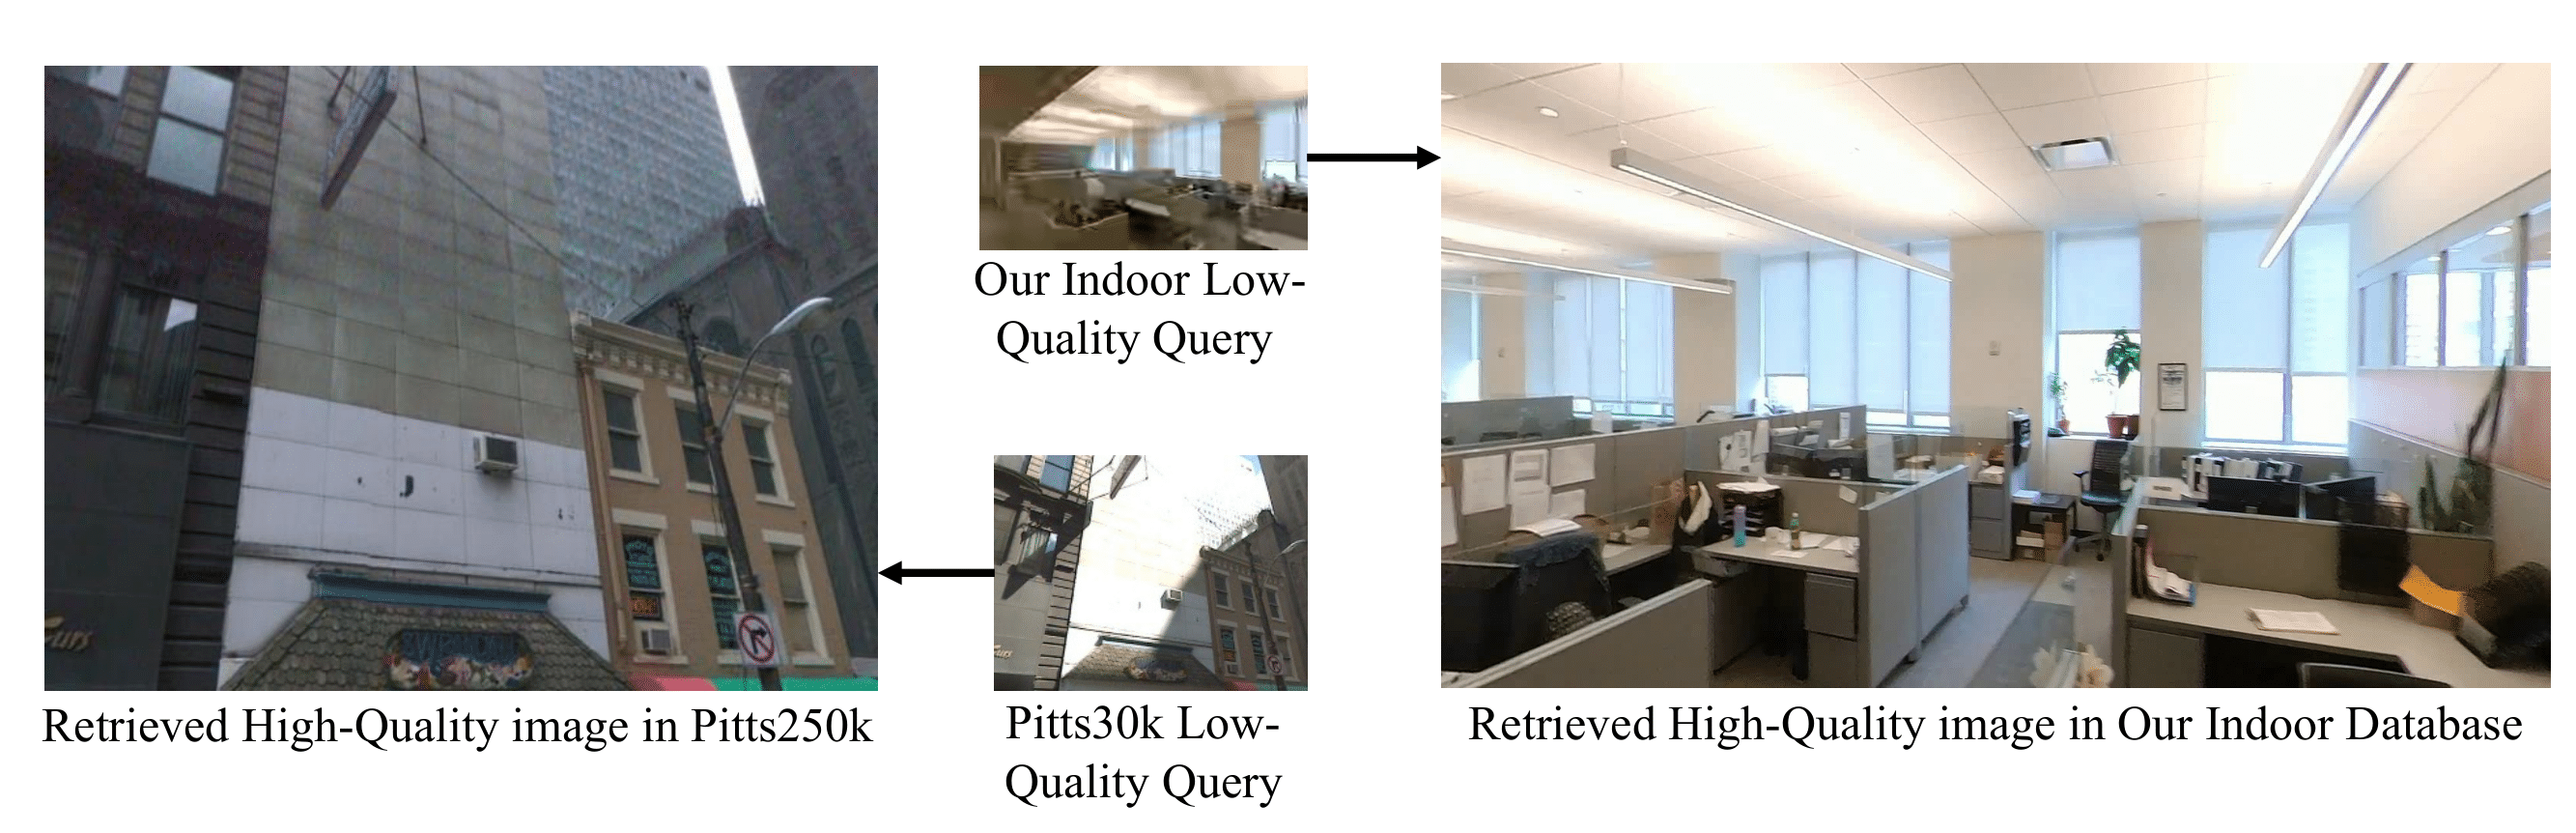 Our Indoor Low-
Quality Query
Retrieved High-Quality image in Pitts250k
Pitts30k Low-
Quality Query
Retrieved High-Quality image in Our Indoor Database